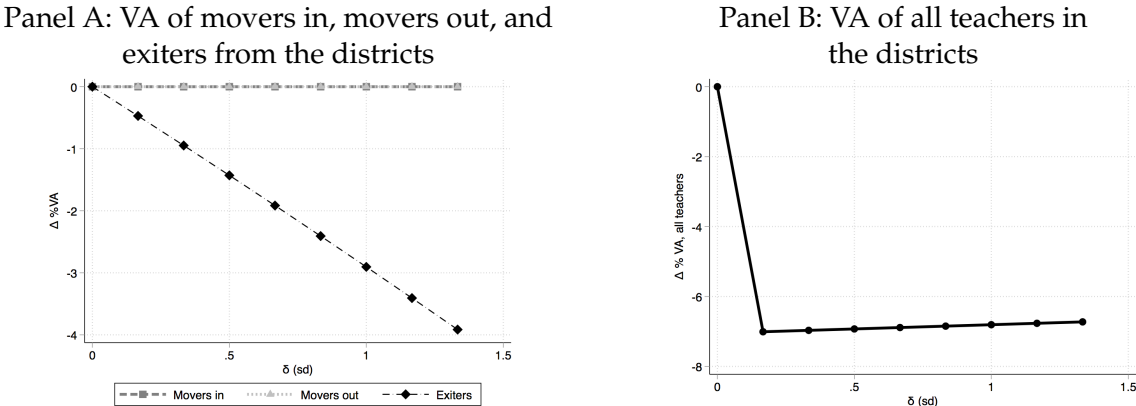 Panel A: VA of movers in, movers out, and
exiters from the districts
0
-1
-2
-3
-4
Δ %VA
0
.5
1
1.5
δ (sd)
Movers in
Movers out
Exiters
Panel B: VA of all teachers in
the districts
0
-2
-4
-6
-8
Δ % VA, all teachers
0
.5
1
1.5
δ (sd)